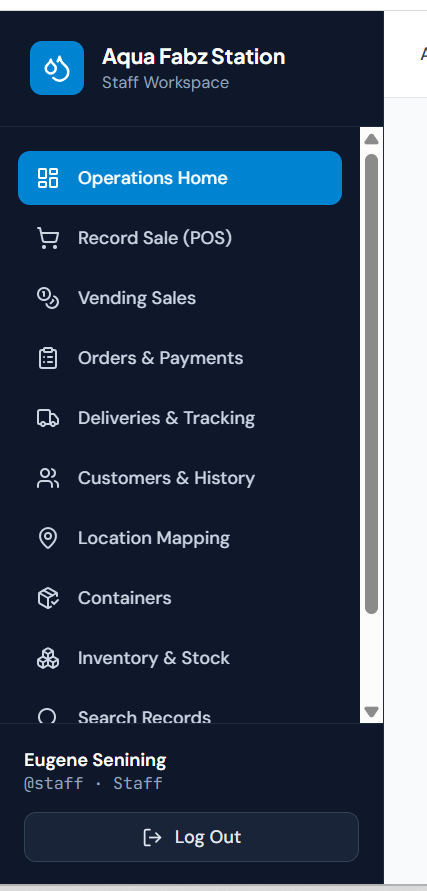 Aqua Fabz Station
Staff Workspace
Operations Home
Record Sale (POS)
Vending Sales
Orders & Payments
Deliveries & Tracking
Customers & History
Location Mapping
Containers
Inventory & Stock
Search Records
Eugene Senining
@staff · Staff
Log Out